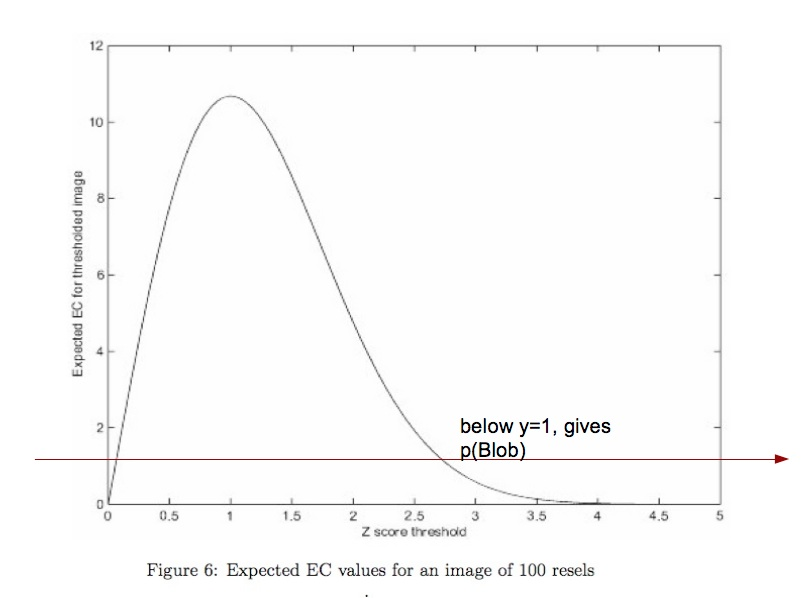 12
10
8
6
4
2
0
Expected EC for thresholded image
below y=1, gives
p(Blob)
0 0.5 1 1.5 2 2.5 3 3.5 4 4.5 5
Z score threshold
Figure 6: Expected EC values for an image of 100 resels